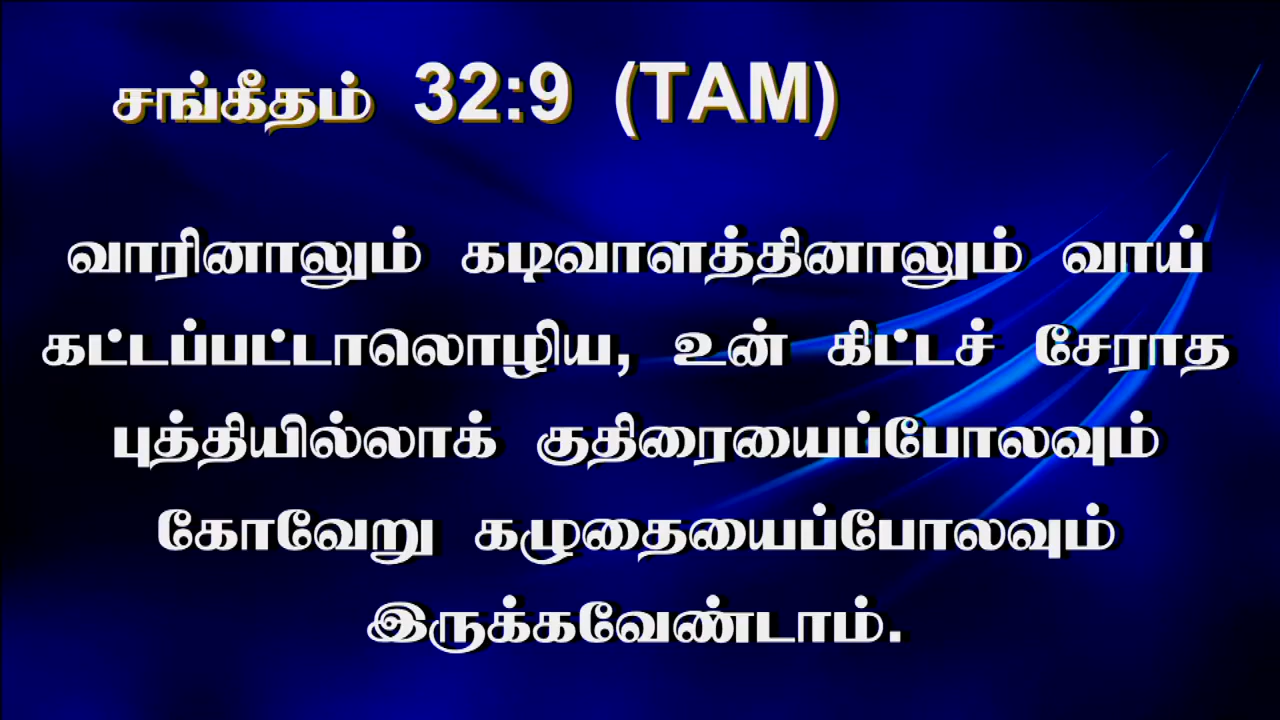 சங்கீதம் 32:9 (TAM)
வாரினாலும் கடிவாளத்தினாலும் வாய்
கட்டப்பட்டாலொழிய, உன் கிட்டச் சேராத
புத்தியில்லாக் குதிரையைப்போலவும்
கோவேறு கழுதையைப்போலவும்
இருக்கவேண்டாம்.